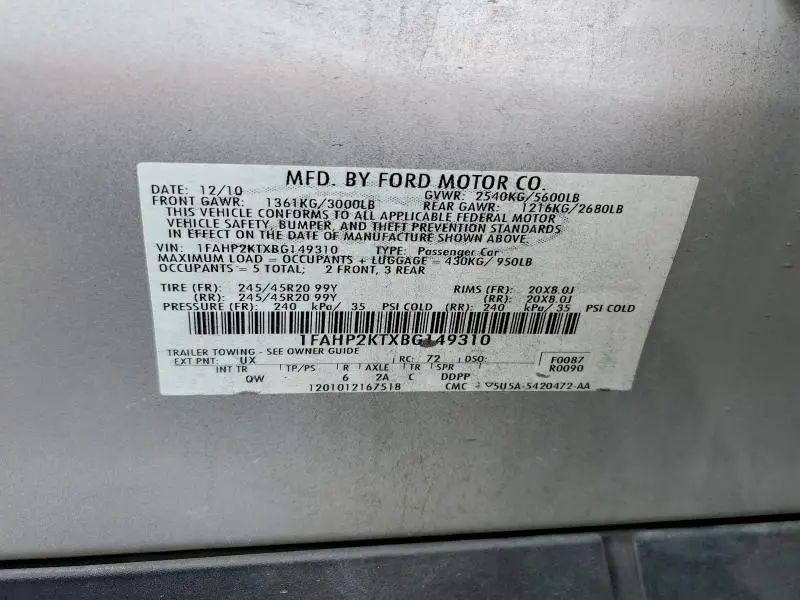 MFD. BY FORD MOTOR CO.
DATE: 12/10 GVWR: 2540KG/5600LB
FRONT GAWR: 1361KG/3000LB REAR GAWR: 1216KG/2680LB
THIS VEHICLE CONFORMS TO ALL APPLICABLE FEDERAL MOTOR
VEHICLE SAFETY, BUMPER, AND THEFT PREVENTION STANDARDS
IN EFFECT ON THE DATE OF MANUFACTURE SHOWN ABOVE.
VIN: 1FAHP2KTXBG149310 TYPE: Passenger Car
MAXIMUM LOAD = OCCUPANTS + LUGGAGE = 430KG/ 950LB
OCCUPANTS = 5 TOTAL; 2 FRONT, 3 REAR
TIRE (FR): 245/45R20 99Y RIMS (FR): 20X8.0J
(RR): 245/45R20 99Y (RR): 20X8.0J
PRESSURE (FR): 240 kPa/ 35 PSI COLD (RR): 240 kPa/ 35 PSI COLD
1FAHP2KTXBG149310
TRAILER TOWING - SEE OWNER GUIDE
EXT PNT: UX RC: 72 DSO: F0087
INT TR TP/PS R AXLE TR SPR R0090
QW 6 2A C DDPP
1201012167518 CMC 5U5A-5420472-AA